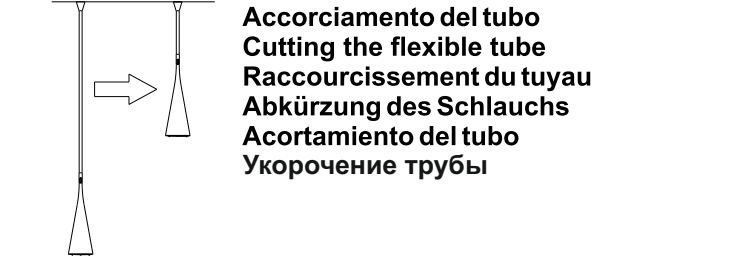 Accorciamento del tubo
Cutting the flexible tube
Raccourcissement du tuyau
Abkürzung des Schlauchs
Acortamiento del tubo
Укорочение трубы